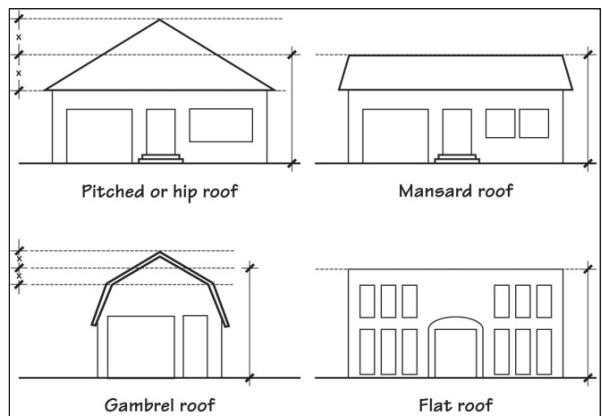 x
x
Pitched or hip roof
Mansard roof
x
x
Gambrel roof
Flat roof